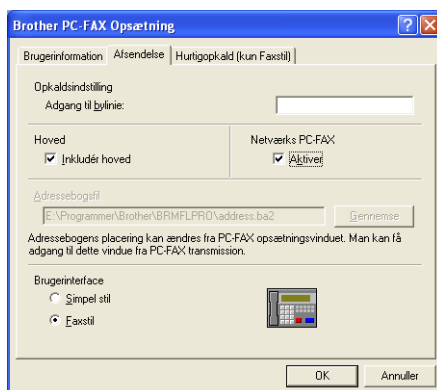 Brother PC-FAX Opsætning
Brugerinformation Afsendelse Hurtigopkald (kun Faxstil)
Opkaldsindstilling
Adgang til bylinie:
Hoved Netværks PC-FAX
Inkludér hoved Aktiver
Adressebogsfil
E:\Programmer\Brother\BRMFLPRO\address.ba2 Gennemse
Adressebogens placering kan ændres fra PC-FAX opsætningsvinduet. Man kan få
adgang til dette vindue fra PC-FAX transmission.
Brugerinterface
Simpel stil
Faxstil
OK Annuller